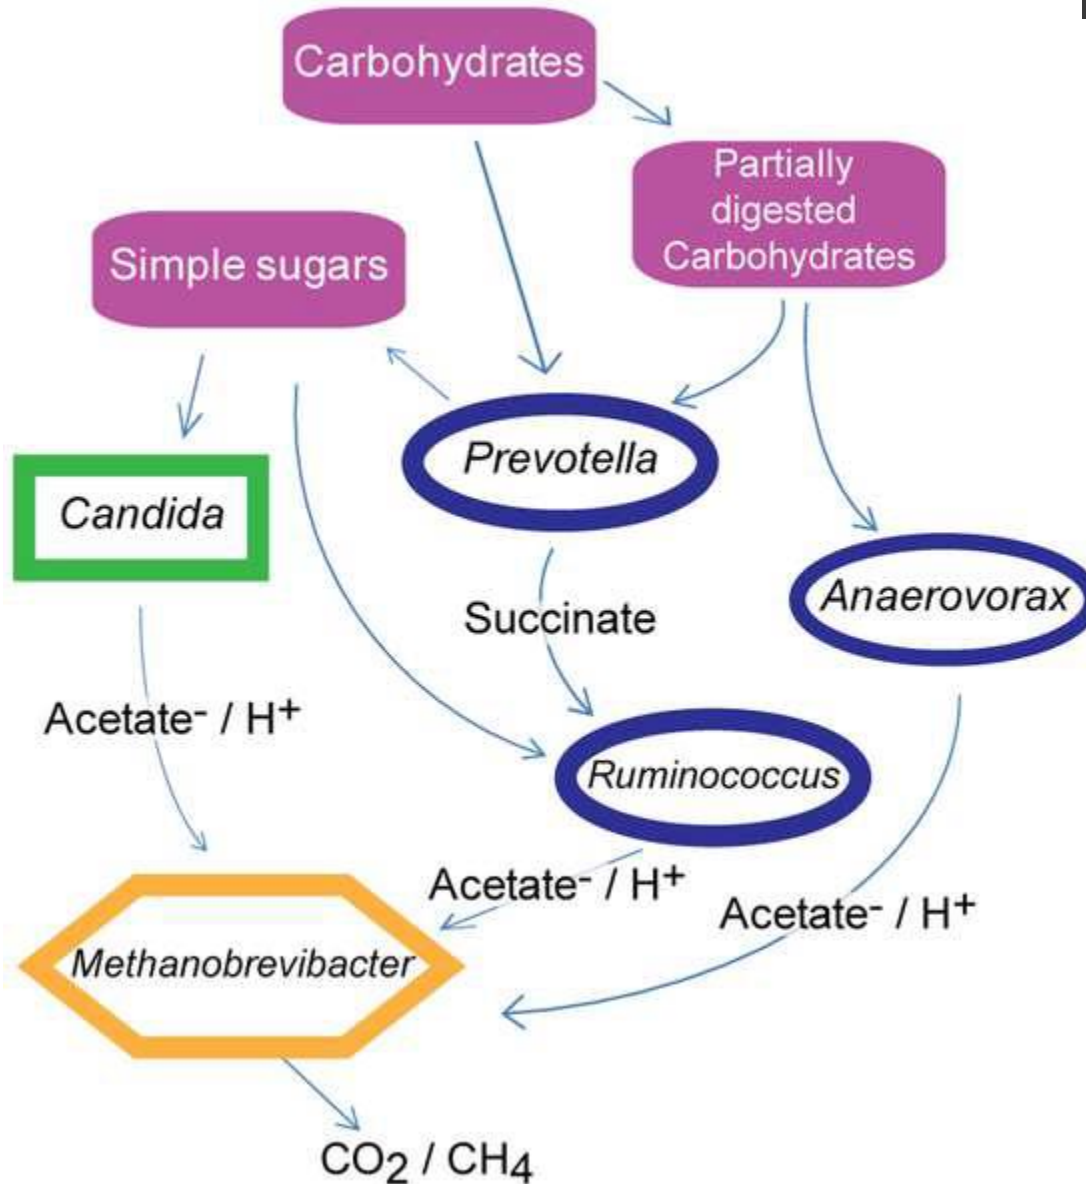 Carbohydrates
Partially
digested
Carbohydrates
Simple sugars
Prevotella
Candida
Anaerovorax
Succinate
Acetate⁻ / H⁺
Ruminococcus
Acetate⁻ / H⁺
Acetate⁻ / H⁺
Methanobrevibacter
CO₂ / CH₄